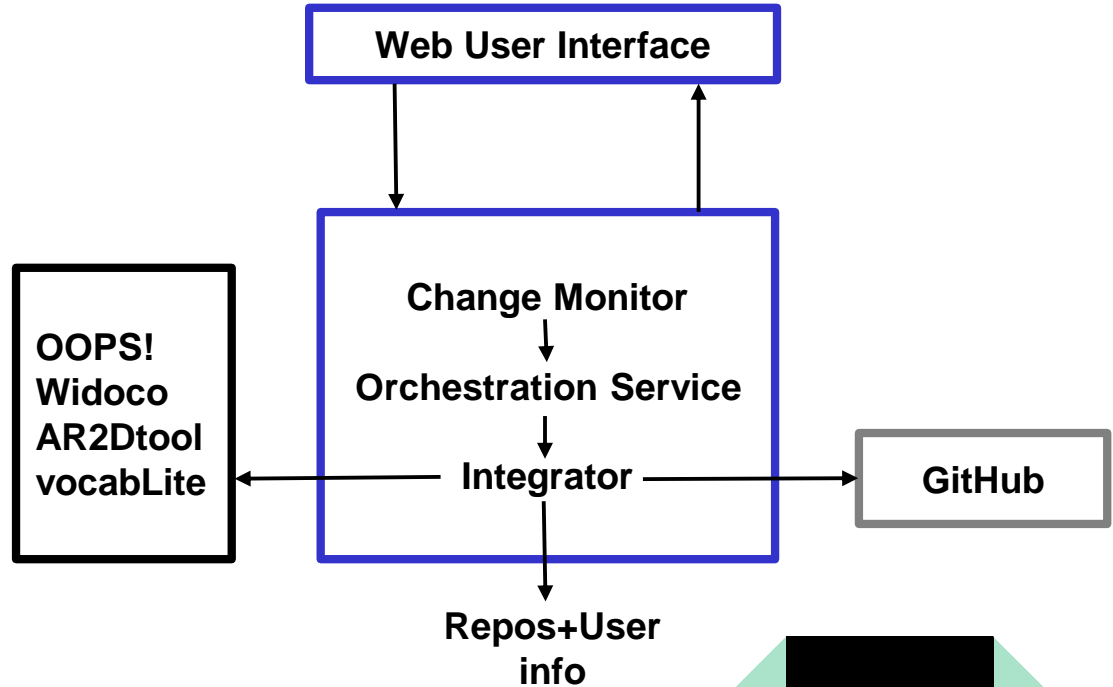 Web User Interface
Change Monitor
Orchestration Service
Integrator
OOPS!
Widoco
AR2Dtool
vocabLite
GitHub
Repos+User
info